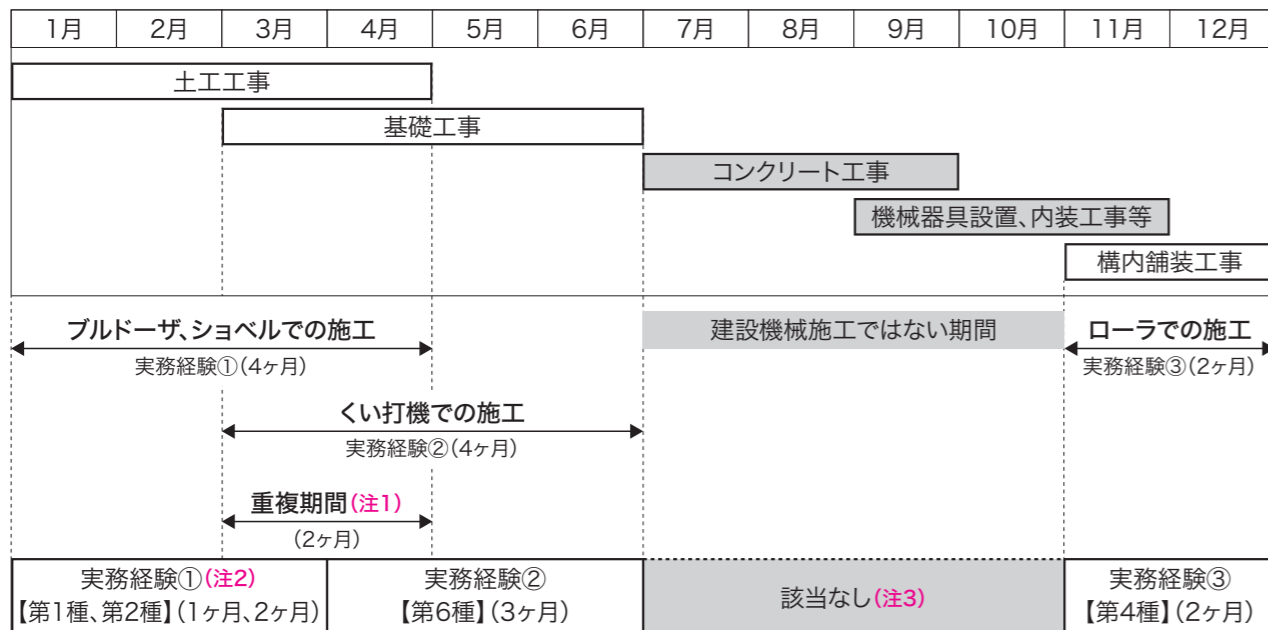 1月 2月 3月 4月 5月 6月 7月 8月 9月 10月 11月 12月
土工工事
基礎工事
コンクリート工事
機械器具設置、内装工事等
構内舗装工事
ブルドーザ、ショベルでの施工
実務経験①(4ヶ月)
建設機械施工ではない期間
ローラでの施工
実務経験③(2ヶ月)
くい打機での施工
実務経験②(4ヶ月)
重複期間(注1)
(2ヶ月)
実務経験①(注2)
【第1種、第2種】(1ヶ月、2ヶ月)
実務経験②
【第6種】(3ヶ月)
該当なし(注3)
実務経験③
【第4種】(2ヶ月)